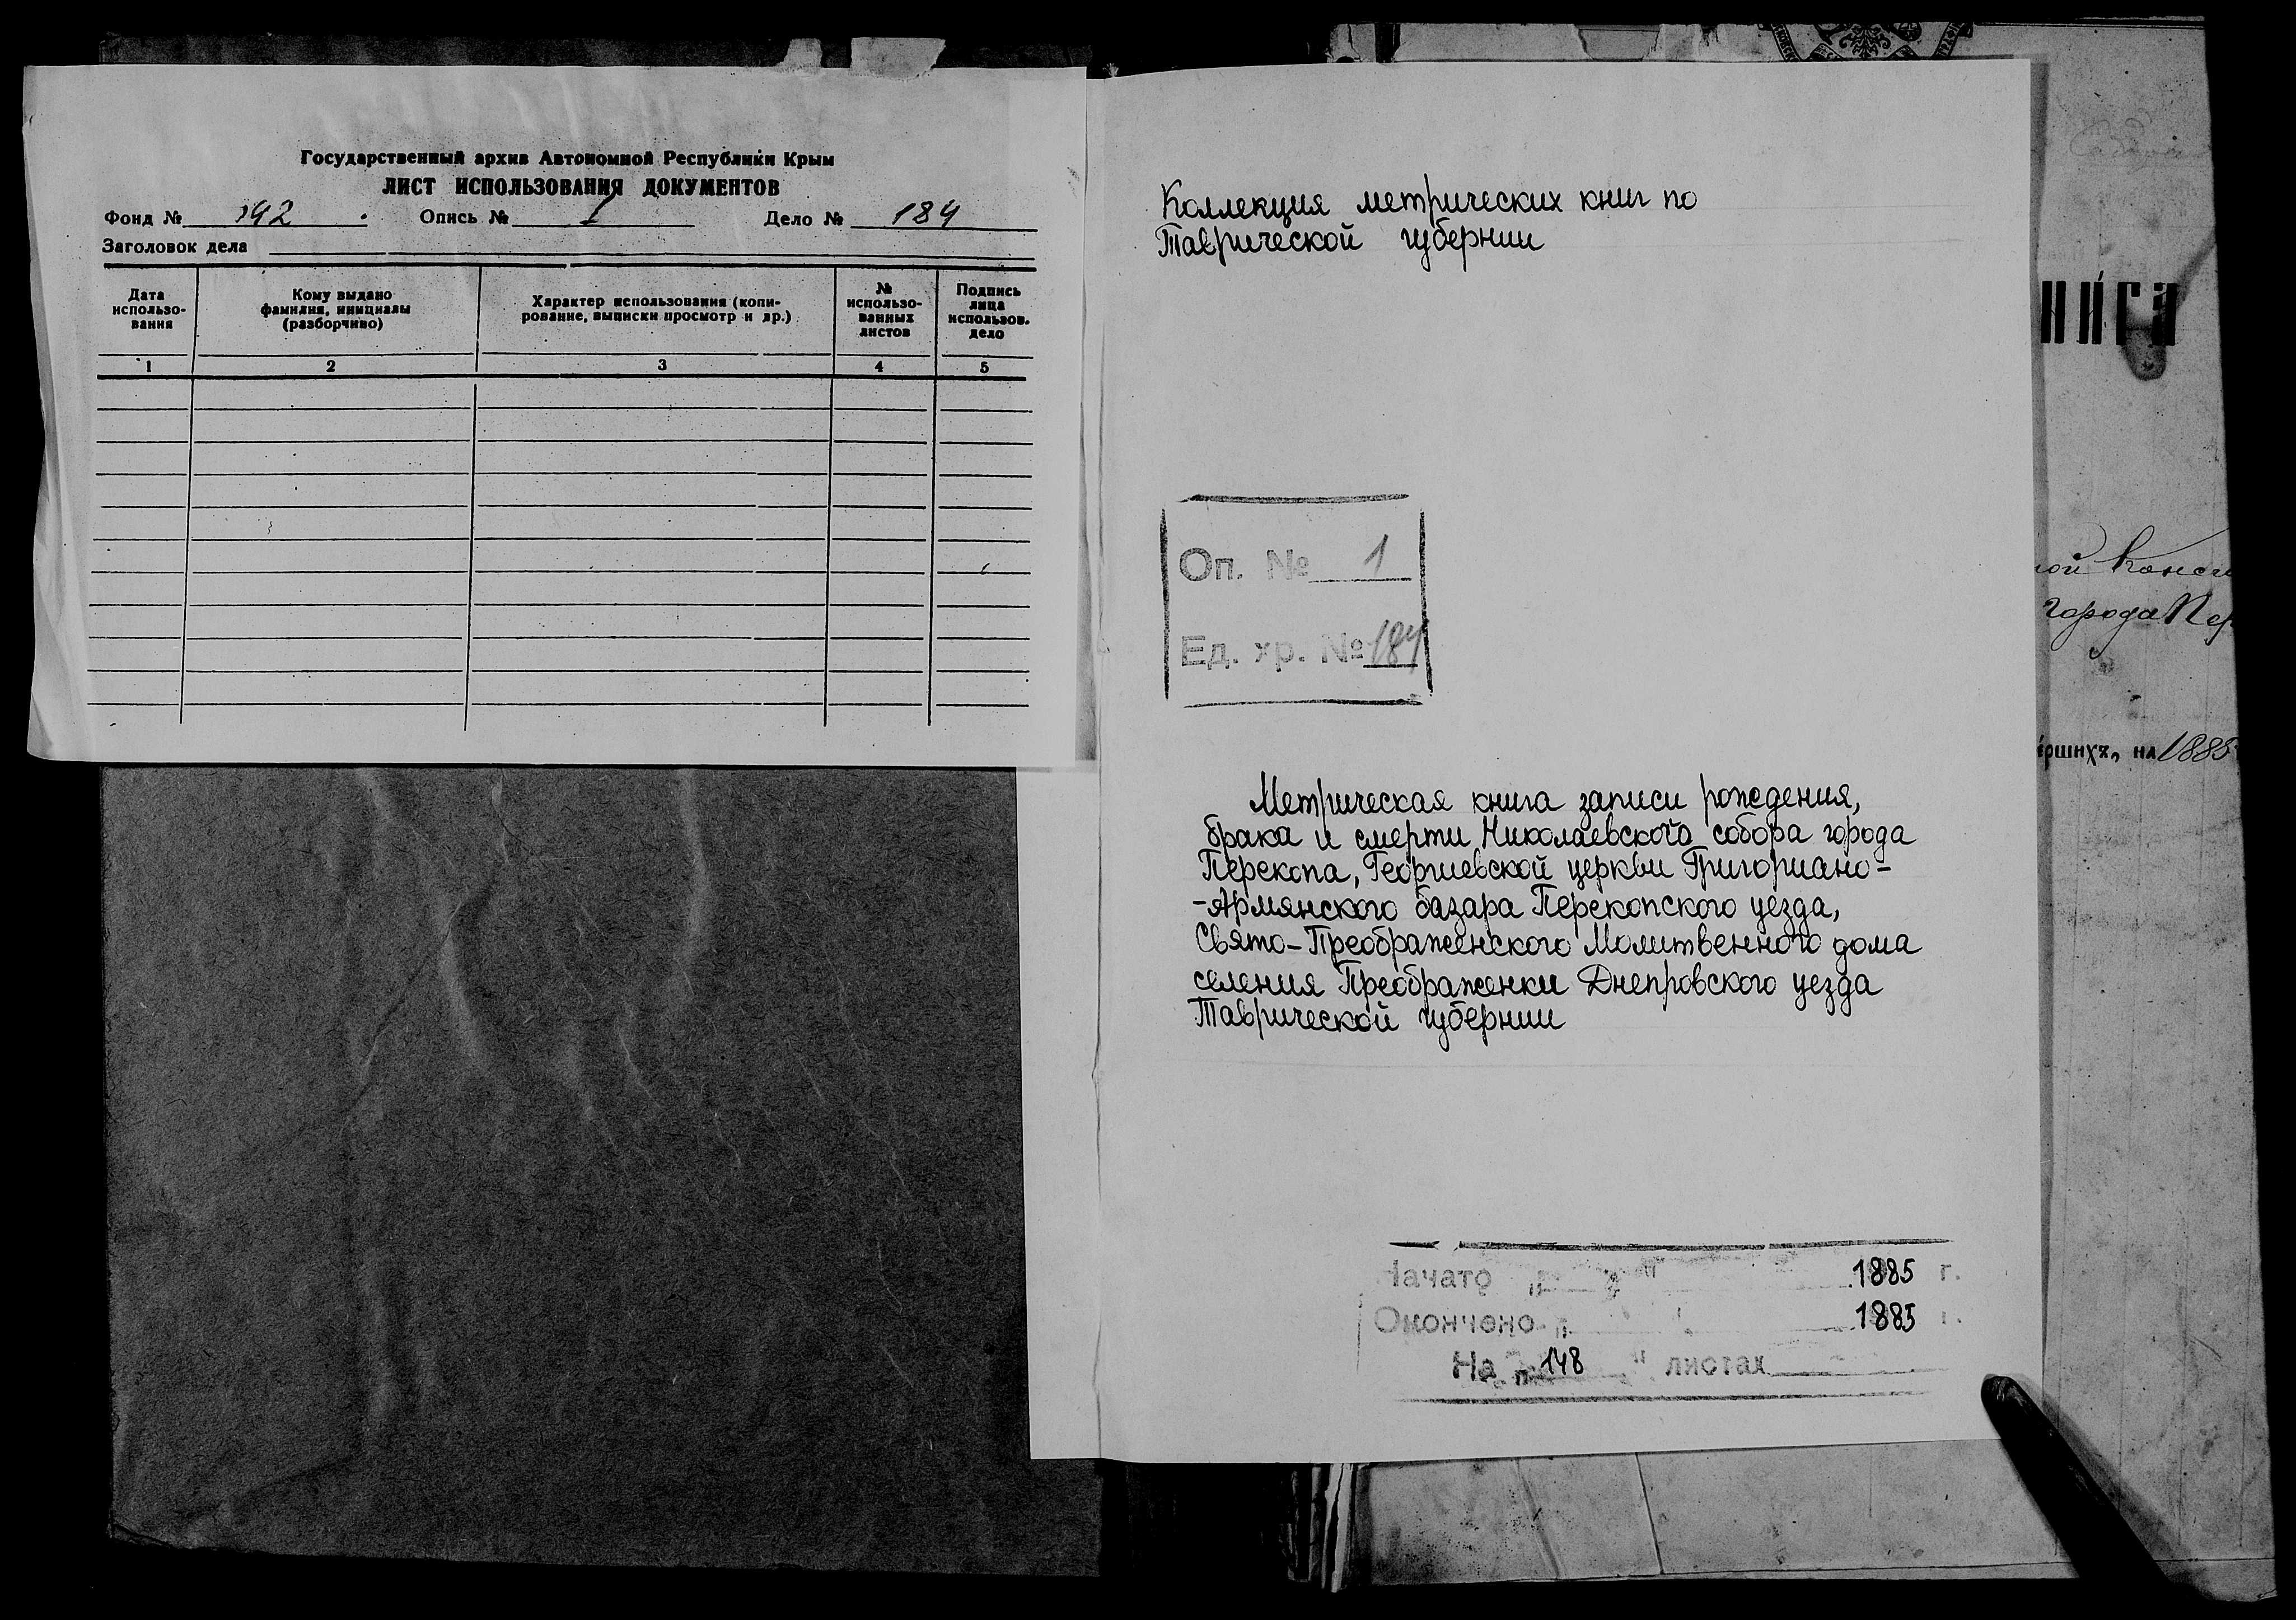 Государственный архив Автономной Республики Крым
ЛИСТ ИСПОЛЬЗОВАНИЯ ДОКУМЕНТОВ
Фонд № 142 Опись № 1 Дело № 184
Заголовок дела
Дата использо-вания
Кому выдано фамилия, инициалы (разборчиво)
Характер использования (копи-рование, выписки просмотр и др.)
№ использо-ванных листов
Подпись лица использов. дело
1 2 3 4 5
Коллекция метрических книг по
Таврической губернии
Оп. № 1
Ед. хр. № 184
Метрическая книга записи рождения,
брака и смерти Николаевского собора города
Перекопа, Георгиевской церкви Григориано-
-Армянского базара Перекопского уезда,
Свято-Преображенского Молитвенного дома
селения Преображенки Днепровского уезда
Таврической губернии
Начато 1885 г.
Окончено 1885 г.
На 148 листах
города
на 1885